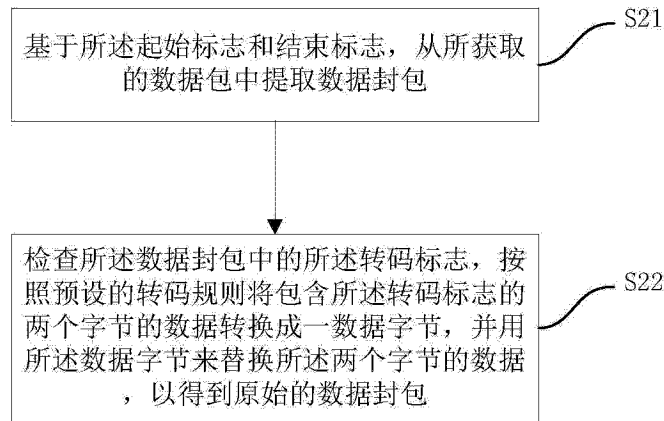 基于所述起始标志和结束标志，从所获取
的数据包中提取数据封包
S21
检查所述数据封包中的所述转码标志，按
照预设的转码规则将包含所述转码标志的
两个字节的数据转换成一数据字节，并用
所述数据字节来替换所述两个字节的数据
，以得到原始的数据封包
S22